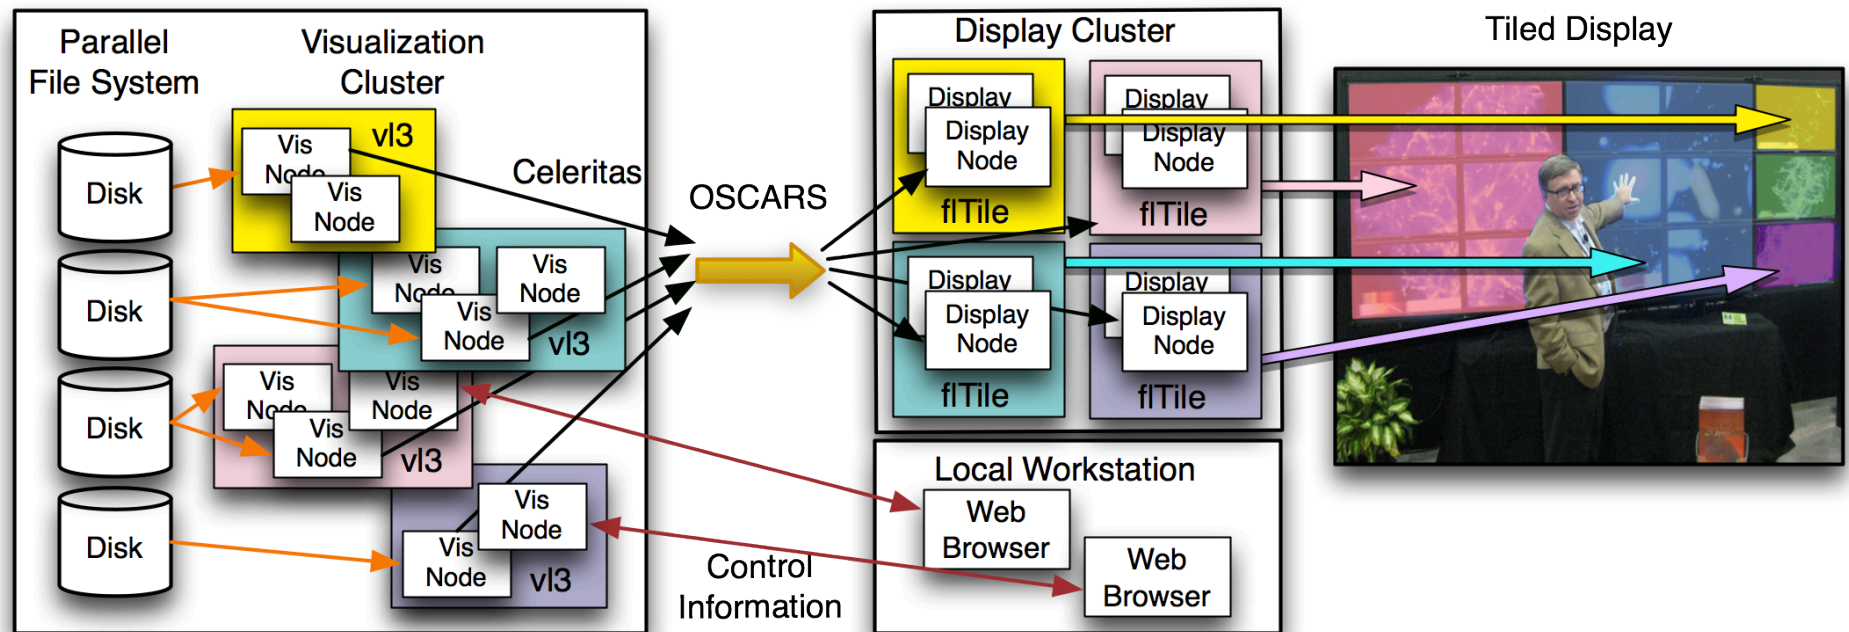 Parallel
File System
Visualization
Cluster
Disk
Disk
Disk
Disk
Vis
Node
Vis
Node
vl3
Vis
Node
Vis
Node
Vis
Node
vl3
Vis
Node
Vis
Node
Vis
Node
vl3
Vis
Node
Vis
Node
vl3
Celeritas
OSCARS
Control
Information
Display Cluster
Display
Display
Node
flTile
Display
Display
Node
flTile
Display
Display
Node
flTile
Display
Display
Node
flTile
Local Workstation
Web
Browser
Web
Browser
Tiled Display